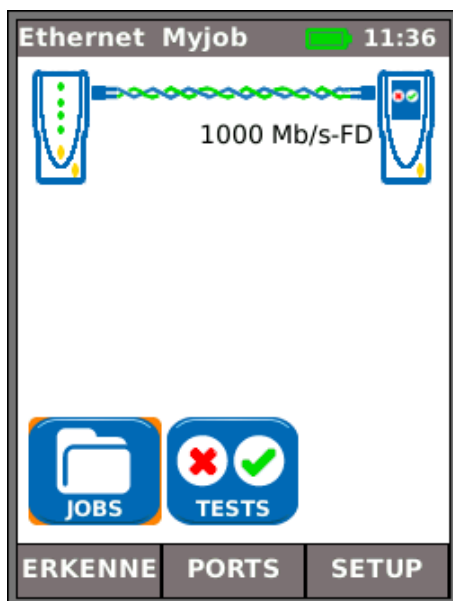 Ethernet Myjob 11:36
1000 Mb/s-FD
JOBS TESTS
ERKENNE PORTS SETUP